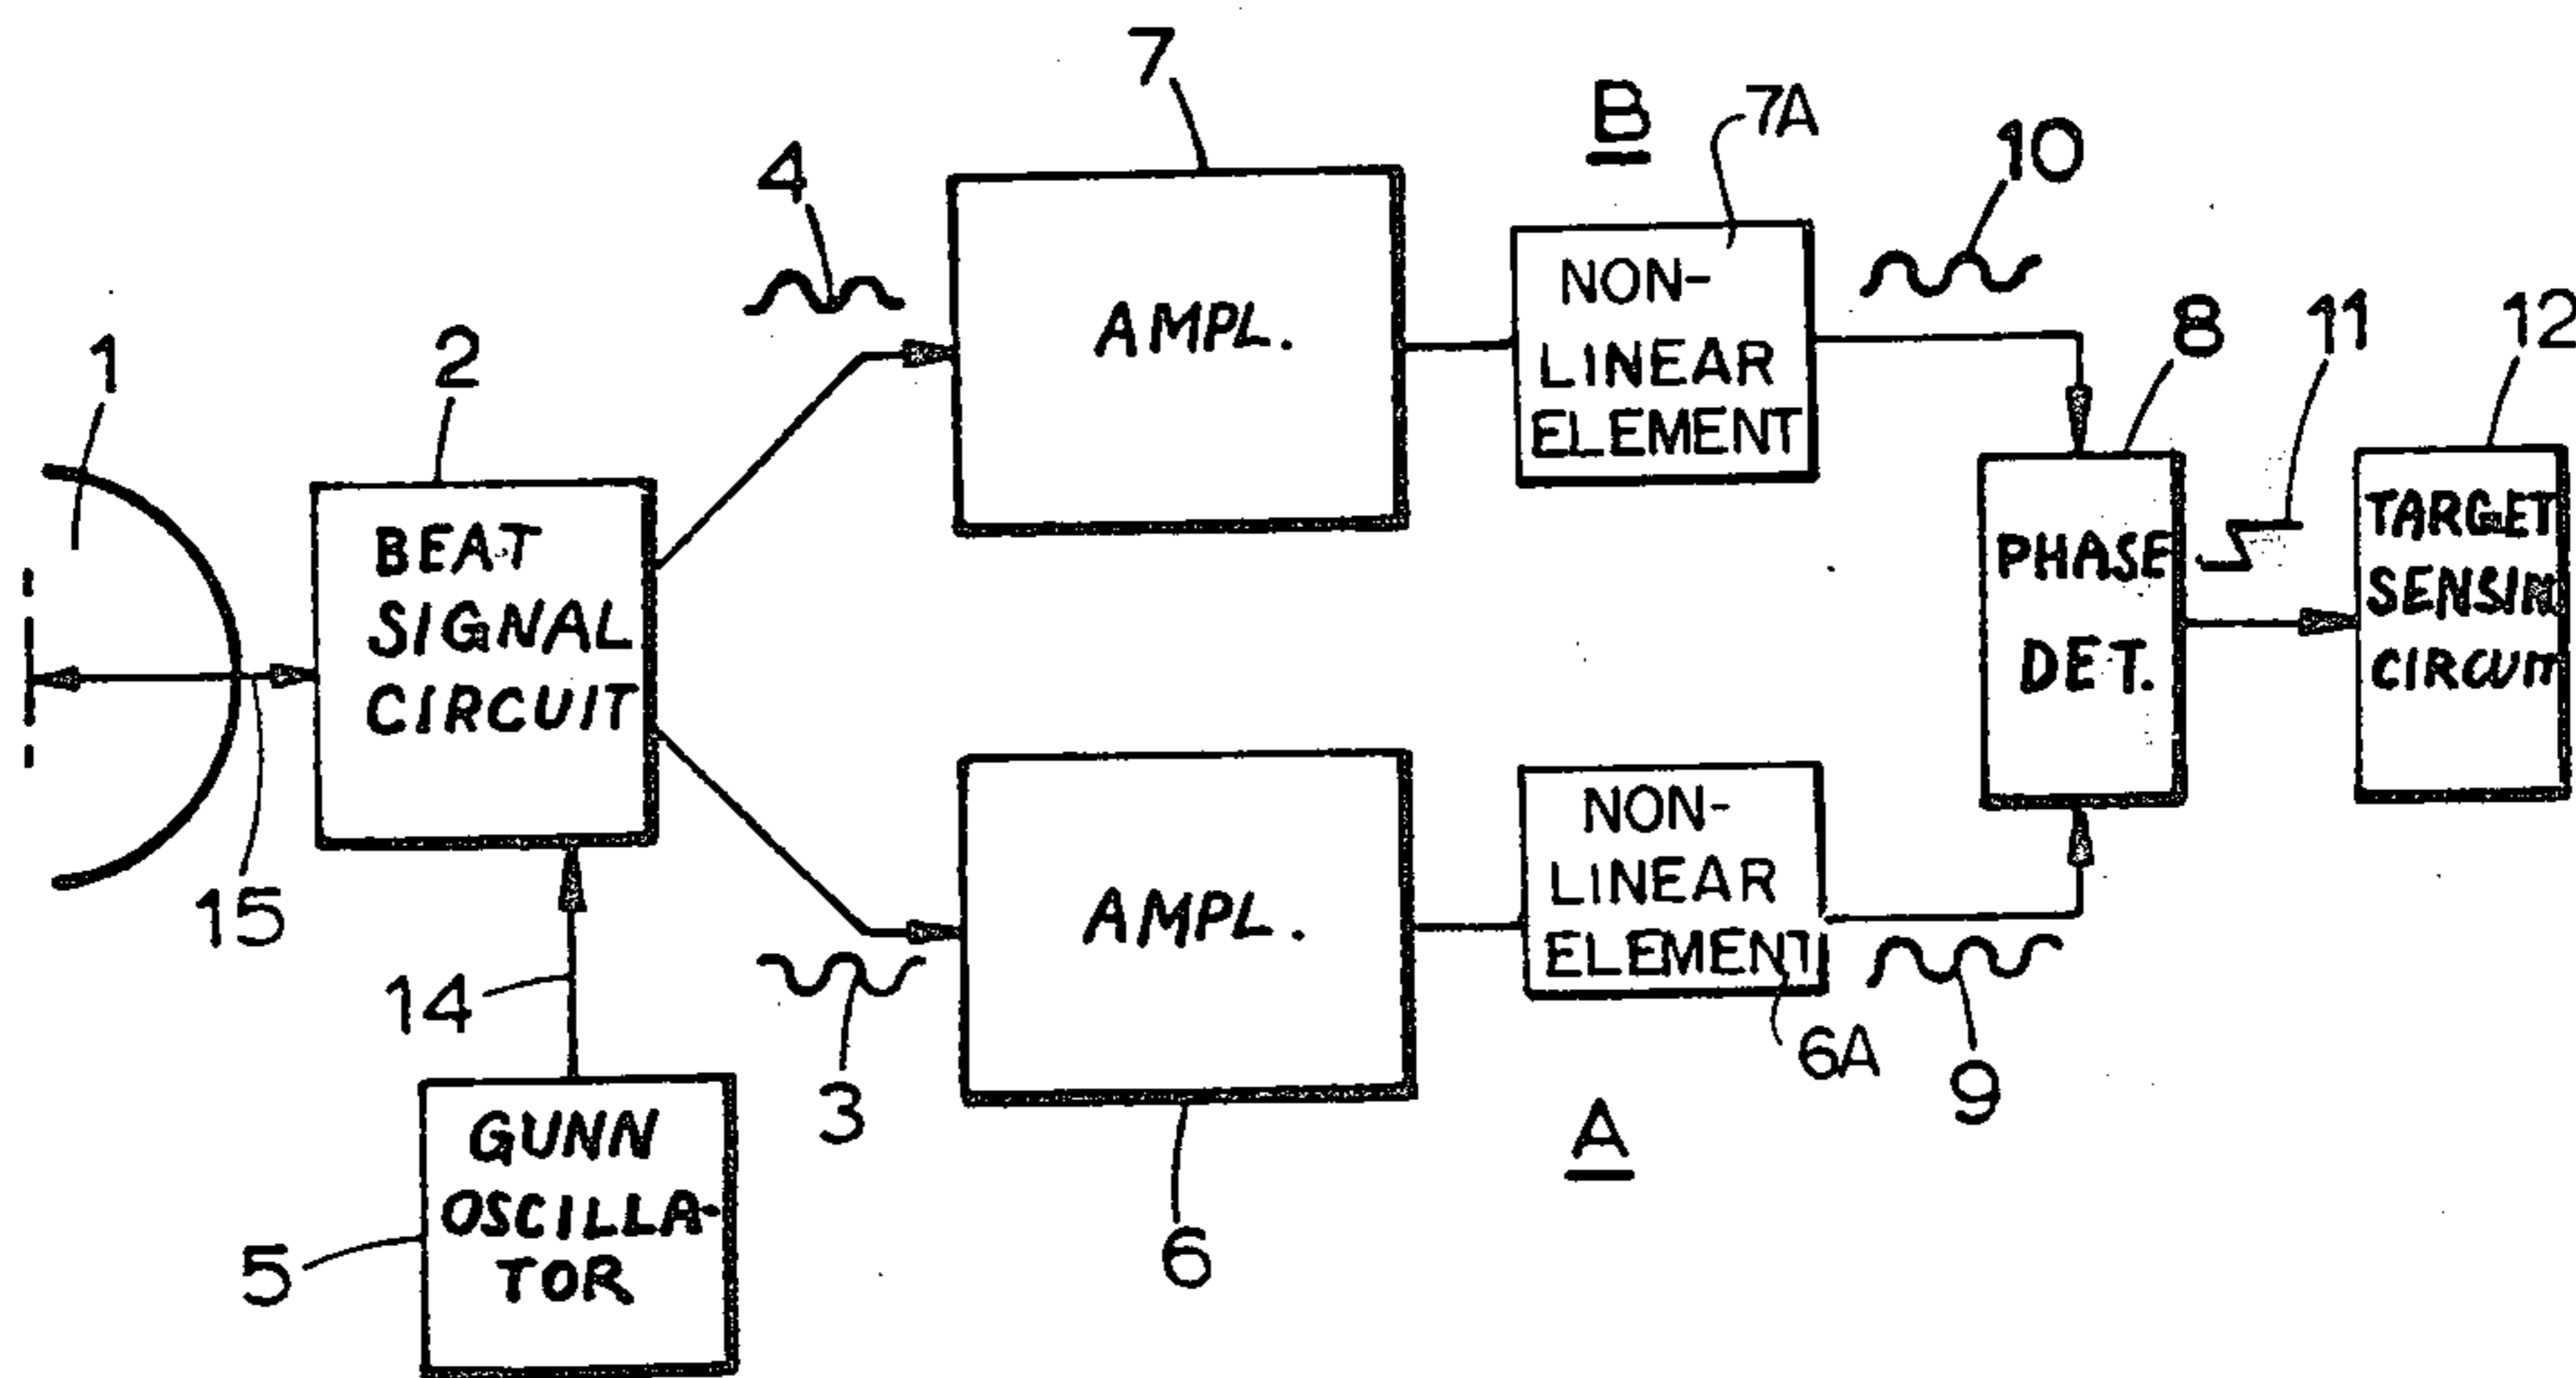 7
B
7A
10
4
NON-
LINEAR
ELEMENT
AMPL.
11
12
8
1
2
BEAT
SIGNAL
CIRCUIT
PHASE
DET.
TARGET
SENSIN
CIRCUIT
15
14
3
AMPL.
NON-
LINEAR
ELEMENT
6A
9
A
6
GUNN
OSCILLA-
TOR
5